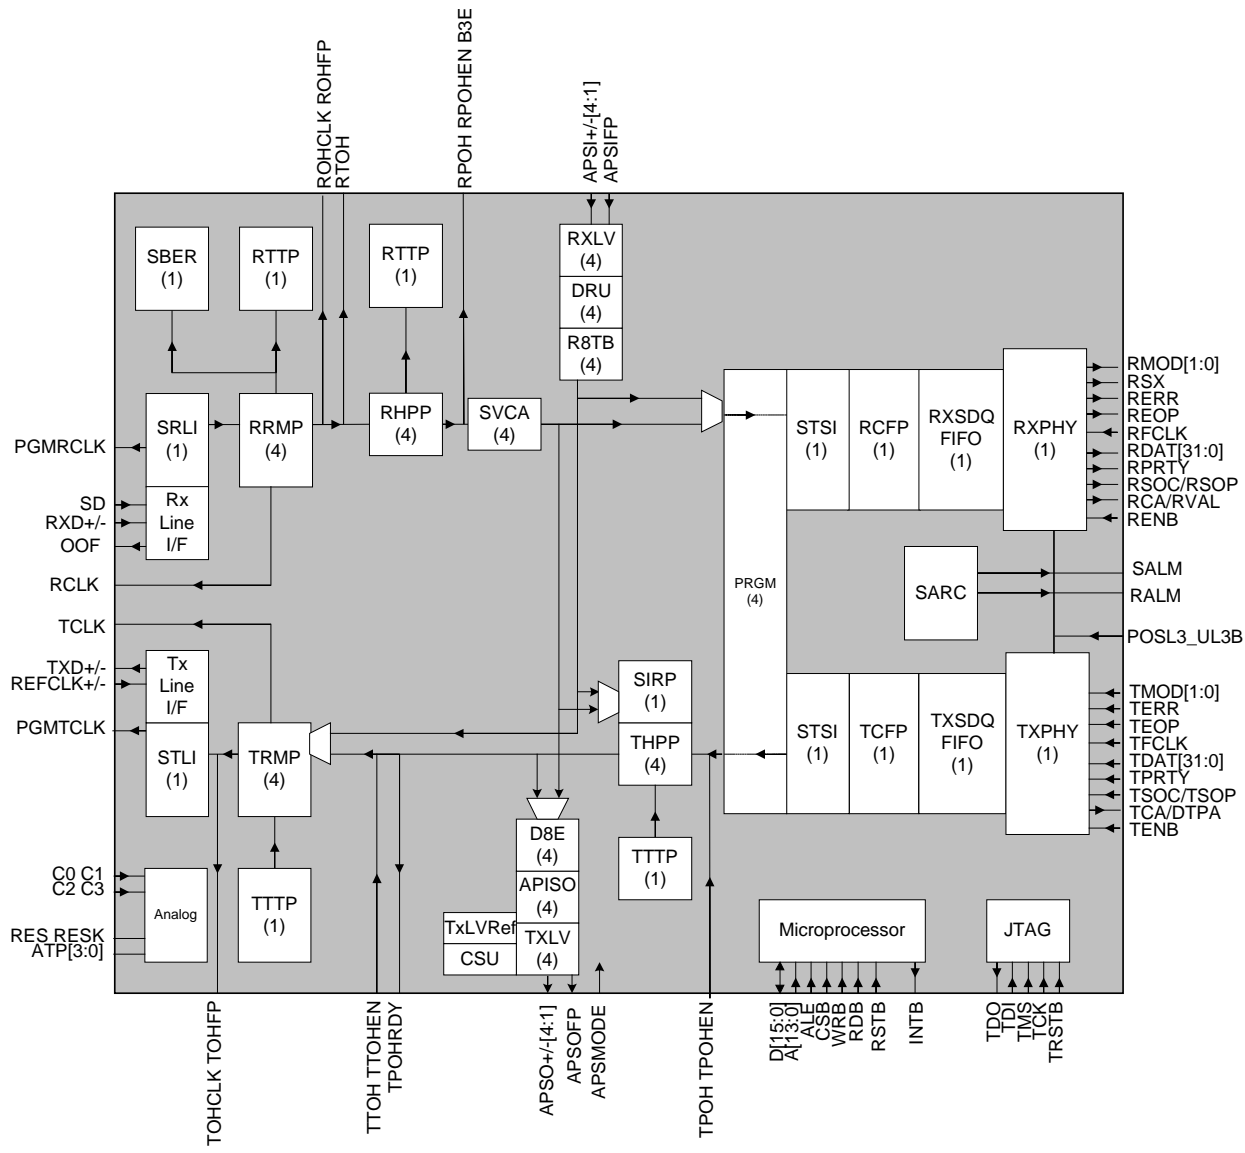 ROHCLK ROHFP
RTOH
RPOH RPOHEN B3E
APSI+/-[4:1]
APSIFP
SBER
(1)
RTTP
(1)
RTTP
(1)
RXLV
(4)
DRU
(4)
R8TB
(4)
SRLI
(1)
Rx
Line
I/F
RRMP
(4)
RHPP
(4)
SVCA
(4)
PGMRCLK
SD
RXD+/-
OOF
RCLK
TCLK
TXD+/-
REFCLK+/-
PGMTCLK
C0 C1
C2 C3
RES RESK
ATP[3:0]
PRGM
(4)
STSI
(1)
RCFP
(1)
RXSDQ
FIFO
(1)
RXPHY
(1)
RMOD[1:0]
RSX
RERR
REOP
RFCLK
RDAT[31:0]
RPRTY
RSOC/RSOP
RCA/RVAL
RENB
SARC
SALM
RALM
POSL3_UL3B
Tx
Line
I/F
STLI
(1)
TRMP
(4)
SIRP
(1)
THPP
(4)
STSI
(1)
TCFP
(1)
TXSDQ
FIFO
(1)
TXPHY
(1)
TMOD[1:0]
TERR
TEOP
TFCLK
TDAT[31:0]
TPRTY
TSOC/TSOP
TCA/DTPA
TENB
Analog
TTTP
(1)
D8E
(4)
APISO
(4)
TXLV
(4)
TxLVRef
CSU
TTTP
(1)
Microprocessor
JTAG
TOHCLK TOHFP
TTOH TTOHEN
TPOHRDY
APSO+/-[4:1]
APSOFP
APSMODE
TPOH TPOHEN
D[15:0]
A[13:0]
ALE
CSB
WRB
RDB
RSTB
INTB
TDO
TDI
TMS
TCK
TRSTB